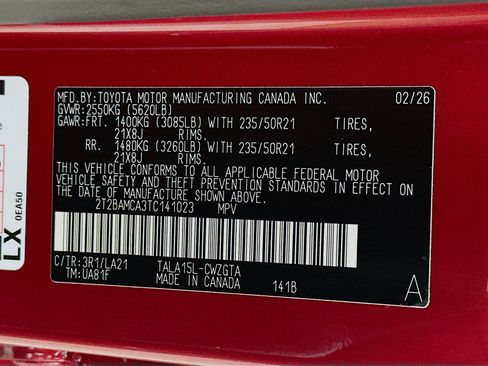 MFD.BY:TOYOTA MOTOR MANUFACTURING CANADA INC. 02/26
GVWR:2550KG (5620LB)
GAWR:FRT. 1400KG (3085LB) WITH 235/50R21 TIRES,
21X8J RIMS.
RR. 1480KG (3260LB) WITH 235/50R21 TIRES,
21X8J RIMS.
THIS VEHICLE CONFORMS TO ALL APPLICABLE FEDERAL MOTOR
VEHICLE SAFETY AND THEFT PREVENTION STANDARDS IN EFFECT
ON THE DATE OF MANUFACTURE SHOWN ABOVE.
2T2BAMCA3TC141023 MPV
C/TR:3R1/LA21 TALA15L-CWZGTA
TM:UA81F MADE IN CANADA 141B
A
LX
0EA50